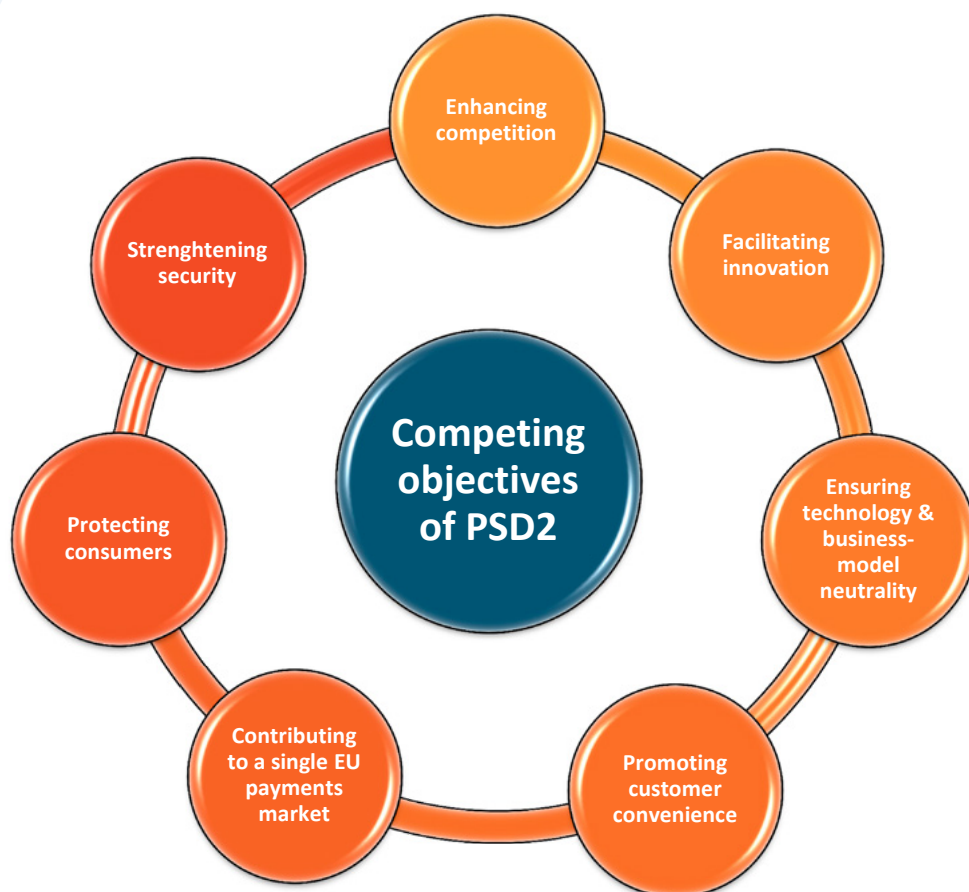 Enhancing
competition
Facilitating
innovation
Ensuring
technology &
business-
model
neutrality
Promoting
customer
convenience
Contributing
to a single EU
payments
market
Protecting
consumers
Strenghtening
security
Competing
objectives
of PSD2